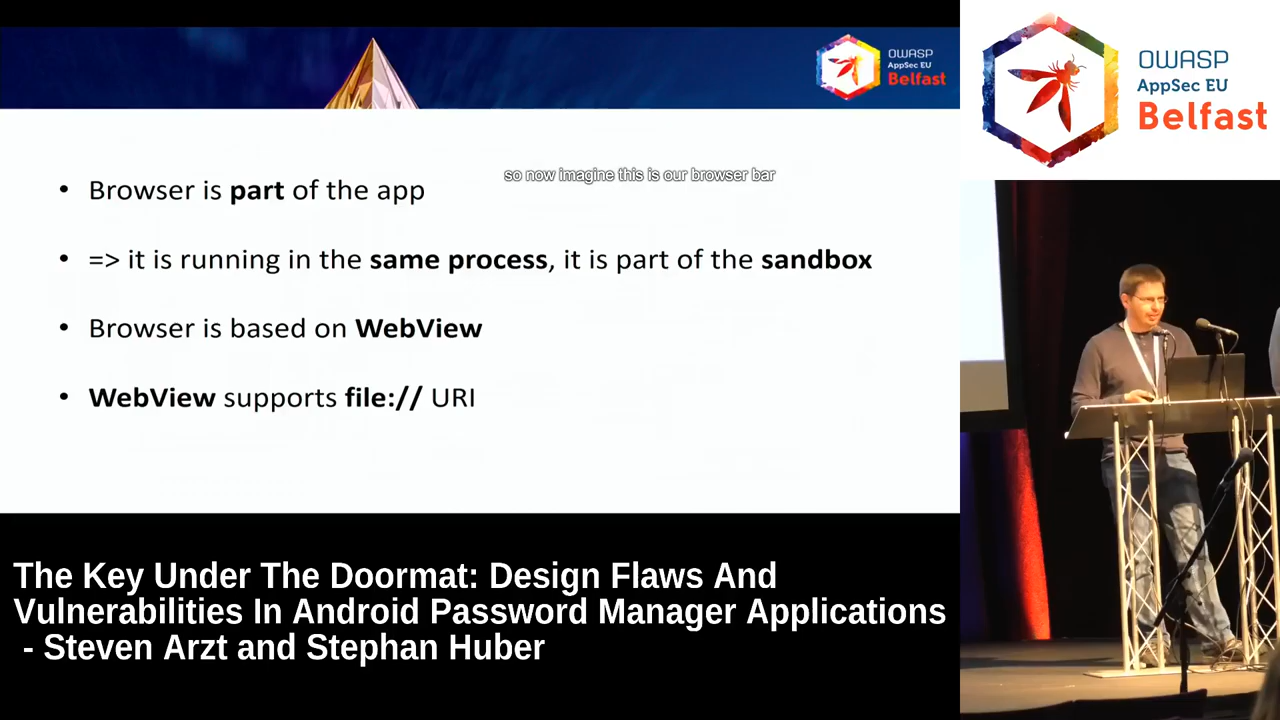 OWASP
AppSec EU
Belfast
OWASP
AppSec EU
Belfast
so now imagine this is our browser bar
• Browser is part of the app
• => it is running in the same process, it is part of the sandbox
• Browser is based on WebView
• WebView supports file:// URI
The Key Under The Doormat: Design Flaws And
Vulnerabilities In Android Password Manager Applications
- Steven Arzt and Stephan Huber